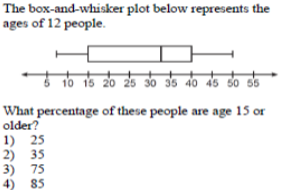 The box-and-whisker plot below represents the
ages of 12 people.
5 10 15 20 25 30 35 40 45 50 55
What percentage of these people are age 15 or
older?
1) 25
2) 35
3) 75
4) 85